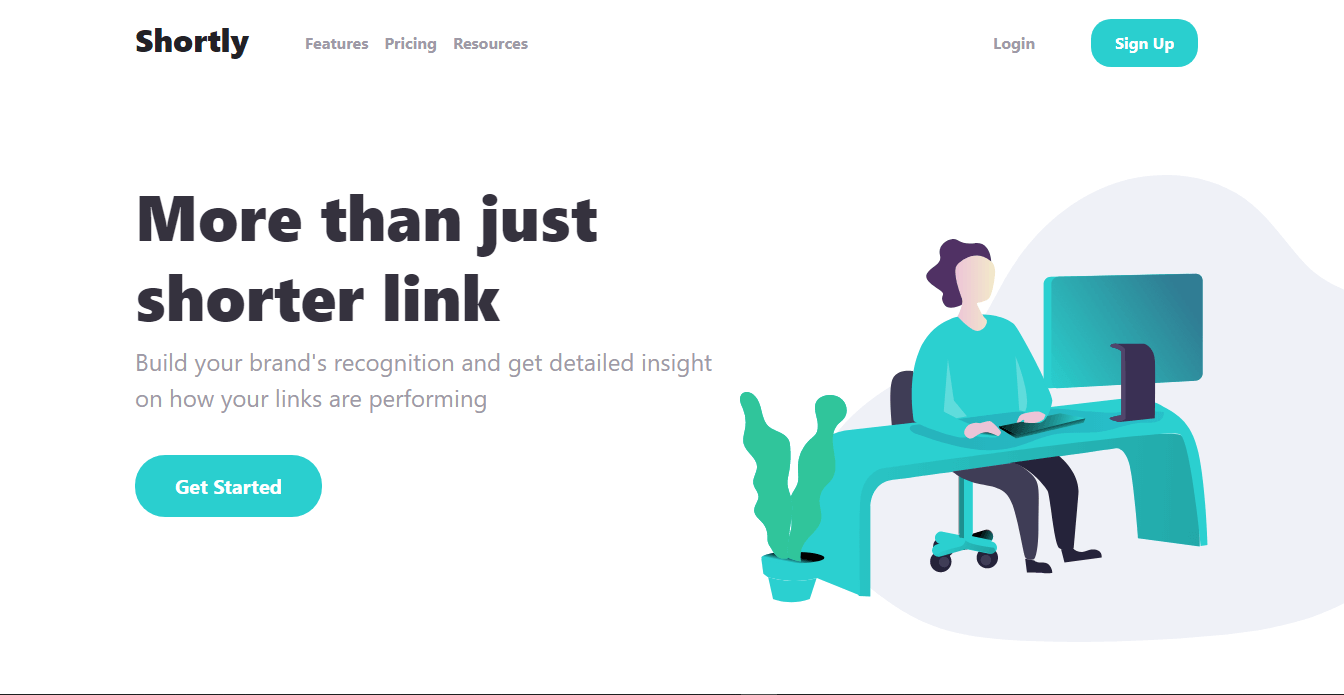 Shortly
Features
Pricing
Resources
Login
Sign Up
More than just
shorter link
Build your brand's recognition and get detailed insight
on how your links are performing
Get Started